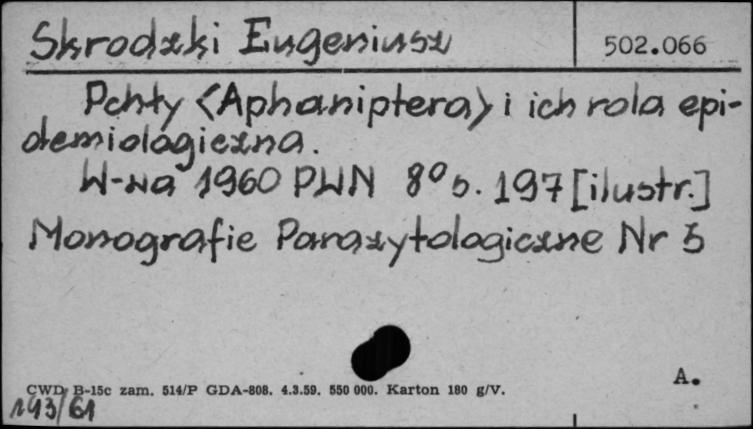 Skrodzki Eugeniusz 502.066
Pchły <Aphaniptera> i ich rola epi-
demiologiczna.
W-wa 1960 PWN 8° s. 197 [ilustr.]
Monografie Parazytologiczne Nr 5
A.
CWD B-15c zam. 514/P GDA-808. 4.3.59. 550 000. Karton 180 g/V.
193/61